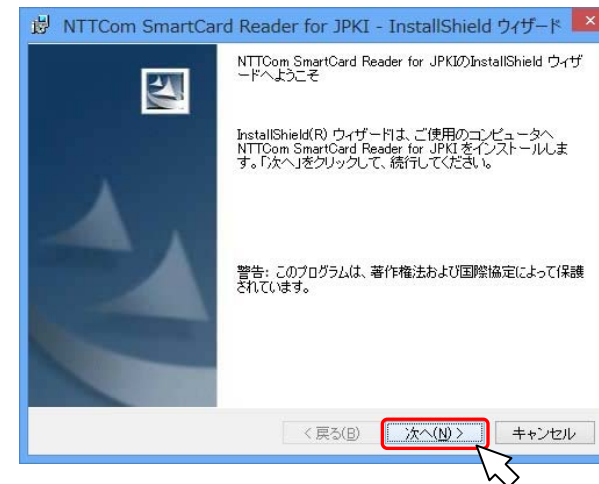 NTTCom SmartCard Reader for JPKI - InstallShield ウィザード
NTTCom SmartCard Reader for JPKIのInstallShield ウィザ
ードへようこそ
InstallShield(R) ウィザードは、ご使用のコンピュータへ
NTTCom SmartCard Reader for JPKI をインストールしま
す。「次へ」をクリックして、続行してください。
警告: このプログラムは、著作権法および国際協定によって保護
されています。
< 戻る(B) 次へ(N) > キャンセル